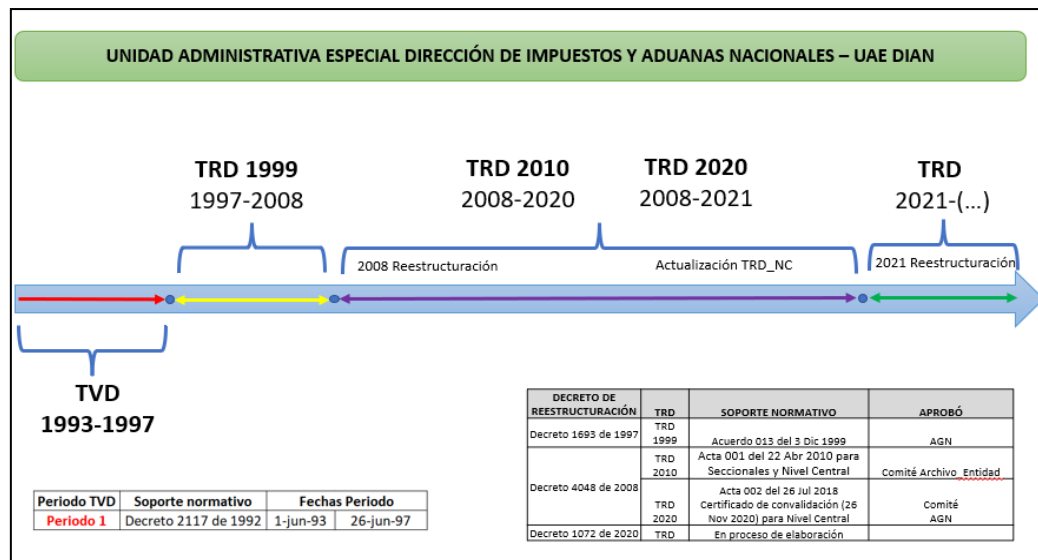 UNIDAD ADMINISTRATIVA ESPECIAL DIRECCIÓN DE IMPUESTOS Y ADUANAS NACIONALES – UAE DIAN
TRD 1999
1997-2008
TRD 2010
2008-2020
TRD 2020
2008-2021
TRD
2021-(...)
2008 Reestructuración
Actualización TRD_NC
2021 Reestructuración
TVD
1993-1997
Periodo TVD Soporte normativo Fechas Periodo
Periodo 1 Decreto 2117 de 1992 1-jun-93 26-jun-97
DECRETO DE
REESTRUCTURACIÓN TRD SOPORTE NORMATIVO APROBÓ
Decreto 1693 de 1997
TRD
1999
Acuerdo 013 del 3 Dic 1999
AGN
Decreto 4048 de 2008
TRD
2010
Acta 001 del 22 Abr 2010 para
Seccionales y Nivel Central
Comité Archivo_Entidad
TRD
2020
Acta 002 del 26 Jul 2018
Certificado de convalidación (26
Nov 2020) para Nivel Central
Comité
AGN
Decreto 1072 de 2020 TRD En proceso de elaboración